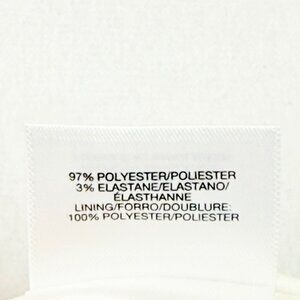 97% POLYESTER/POLIESTER
3% ELASTANE/ELASTANO/
ÉLASTHANNE
LINING/FORRO/DOUBLURE:
100% POLYESTER/POLIESTER